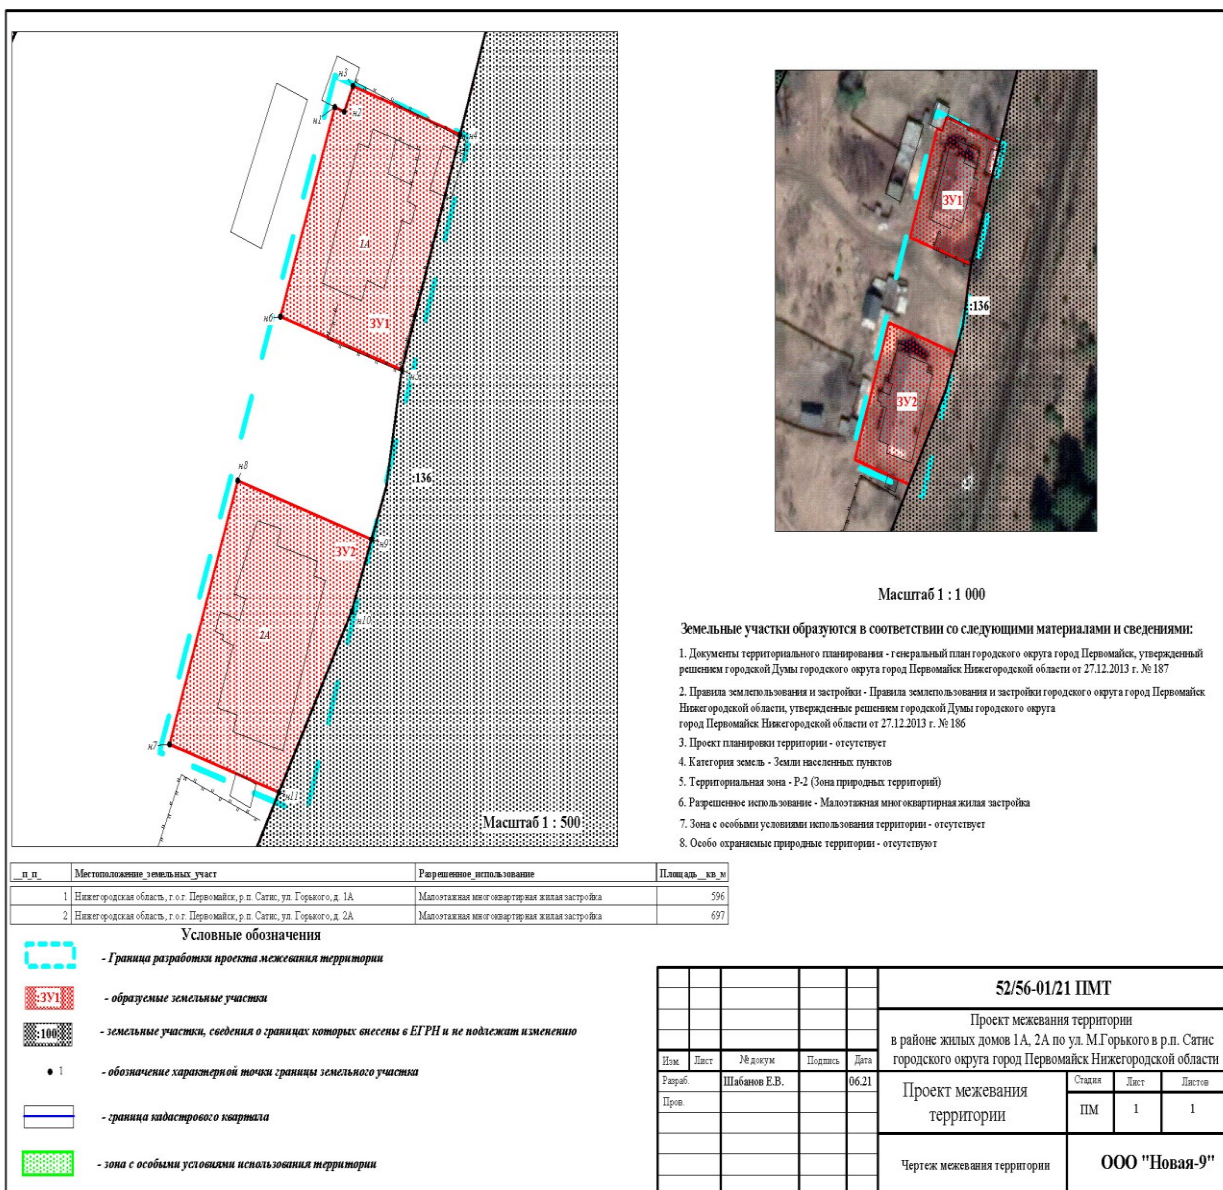 н3
н1
н2
н4
1А
ЗУ1
н6
н5
н8
:136
ЗУ2
н9
н10
2А
н7
н11
Масштаб 1 : 500
ЗУ1
:136
ЗУ2
Масштаб 1 : 1 000
Земельные участки образуются в соответствии со следующими материалами и сведениями:
1. Документы территориального планирования - генеральный план городского округа город Первомайск, утвержденный
решением городской Думы городского округа город Первомайск Нижегородской области от 27.12.2013 г. № 187
2. Правила землепользования и застройки - Правила землепользования и застройки городского округа город Первомайск
Нижегородской области, утвержденные решением городской Думы городского округа
город Первомайск Нижегородской области от 27.12.2013 г. № 186
3. Проект планировки территории - отсутствует
4. Категория земель - Земли населенных пунктов
5. Территориальная зона - Р-2 (Зона природных территорий)
6. Разрешенное использование - Малоэтажная многоквартирная жилая застройка
7. Зона с особыми условиями использования территории - отсутствует
8. Особо охраняемые природные территории - отсутствуют
__п_п_ Местоположение_земельных_участ Разрешенное_использование Площадь__кв_м
1 Нижегородская область, г.о.г. Первомайск, р.п. Сатис, ул. Горького, д. 1А Малоэтажная многоквартирная жилая застройка 596
2 Нижегородская область, г.о.г. Первомайск, р.п. Сатис, ул. Горького, д. 2А Малоэтажная многоквартирная жилая застройка 697
Условные обозначения
- Граница разработки проекта межевания территории
:ЗУ1 - образуемые земельные участки
:100 - земельные участки, сведения о границах которых внесены в ЕГРН и не подлежат изменению
1 - обозначение характерной точки границы земельного участка
- граница кадастрового квартала
- зона с особыми условиями использования территории
52/56-01/21 ПМТ
Проект межевания территории
в районе жилых домов 1А, 2А по ул. М.Горького в р.п. Сатис
городского округа город Первомайск Нижегородской области
Изм. Лист № докум Подпись Дата
Разраб. Шабанов Е.В. 06.21
Пров.
Проект межевания
территории
Стадия Лист Листов
ПМ 1 1
Чертеж межевания территории
ООО "Новая-9"